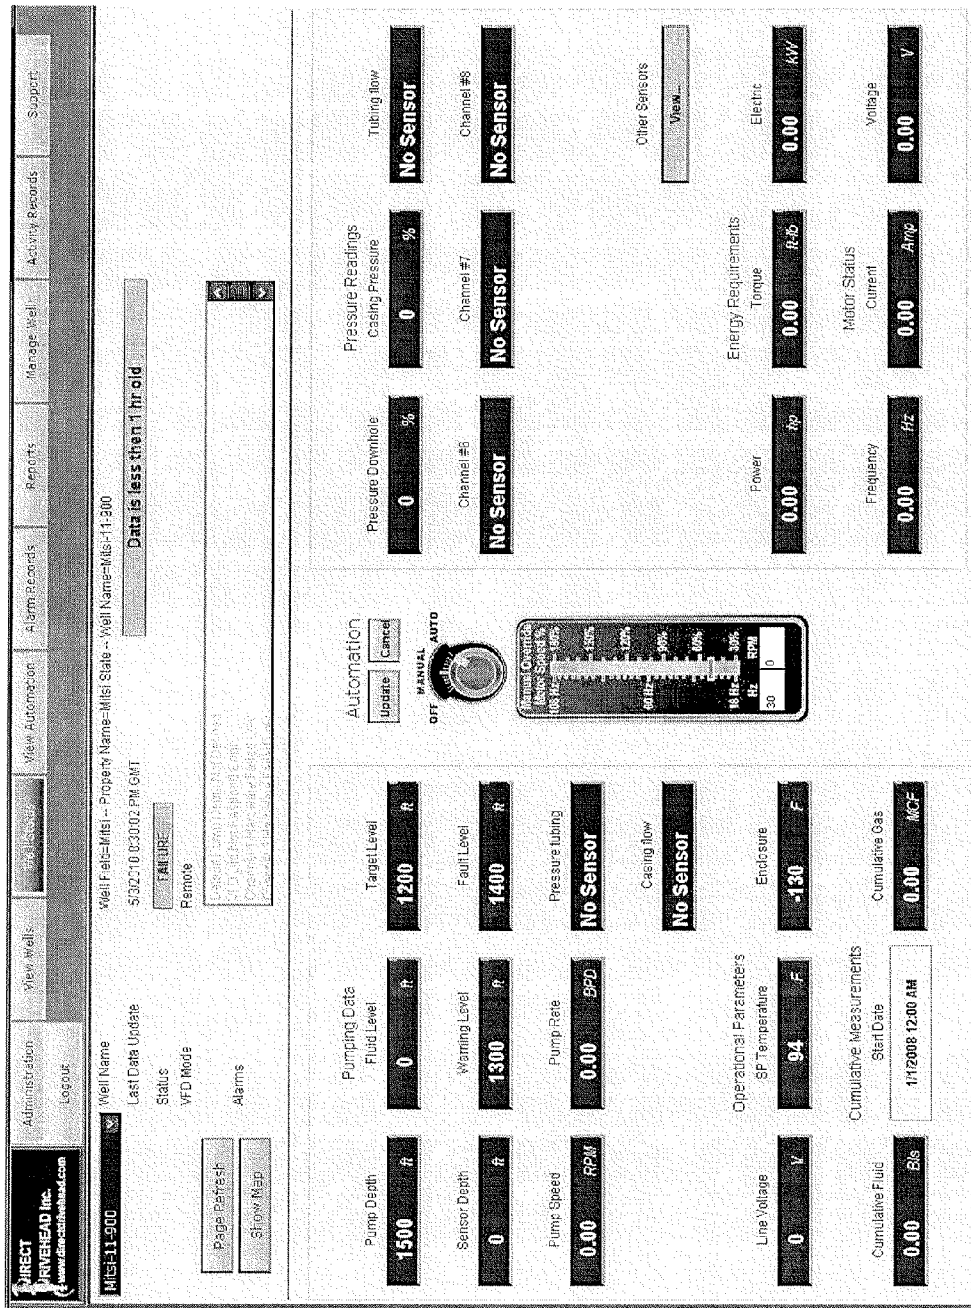 DIRECT
DRIVEHEAD Inc.
www.directdrivehead.com
Administration
View Wells
View Automation
Alarm Records
Reports
Manage Well
Activity Records
Support
Logout
Mitsi-11-900
Well Name
Well Field=Mitsi -- Property Name=Mitsi State -- Well Name=Mitsi-11-900
Last Data Update
5/3/2010 8:30:02 PM GMT
Data is less then 1 hr old
Status
FAILURE
VFD Mode
Remote
Page Refresh
Show Map
Alarms
Pumping Data
Pump Depth
1500 ft
Fluid Level
0 ft
Target Level
1200 ft
Sensor Depth
0 ft
Warning Level
1300 ft
Fault Level
1400 ft
Pump Speed
0.00 RPM
Pump Rate
0.00 BPD
Pressure tubing
No Sensor
Casing flow
No Sensor
Operational Parameters
Line Voltage
0 V
SP Temperature
94 F
Enclosure
-130 F
Cumulative Measurements
Cumulative Fluid
0.00 Bls
Start Date
1/1/2008 12:00 AM
Cumulative Gas
0.00 MCF
Automation
Update
Cancel
OFF
MANUAL
AUTO
Manual Override
Motor Speed %
60 Hz
18 Hz
30%
Hz
RPM
30
0
Pressure Readings
Pressure Downhole
0 %
Casing Pressure
0 %
Tubing flow
No Sensor
Channel #6
No Sensor
Channel #7
No Sensor
Channel #8
No Sensor
Other Sensors
View...
Energy Requirements
Power
0.00 hp
Torque
0.00 ft-lb
Electric
0.00 kW
Motor Status
Frequency
0.00 Hz
Current
0.00 Amp
Voltage
0.00 V